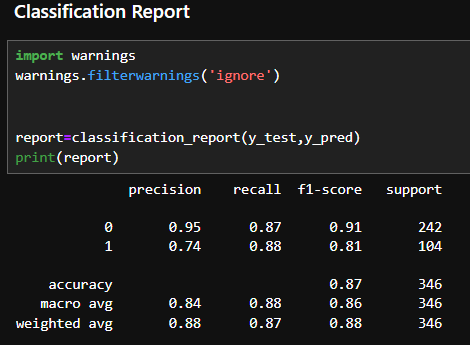 Classification Report
import warnings
warnings.filterwarnings('ignore')
report=classification_report(y_test,y_pred)
print(report)
precision recall f1-score support
0 0.95 0.87 0.91 242
1 0.74 0.88 0.81 104
accuracy 0.87 346
macro avg 0.84 0.88 0.86 346
weighted avg 0.88 0.87 0.88 346